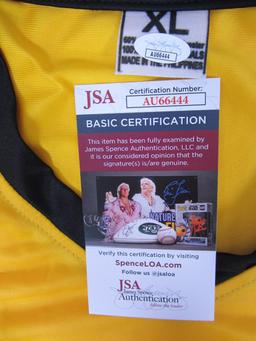 XL
100%
MADE IN THE PHILIPPINES
AU66444
JSA
Certification Number:
AU66444
BASIC CERTIFICATION
This item has been fully examined by
James Spence Authentication, LLC and
it is our considered opinion that the
signature(s) is/are genuine.
Verify this certification by visiting
SpenceLOA.com
Follow us @jsaloa
JSA
James Spence
Authentication